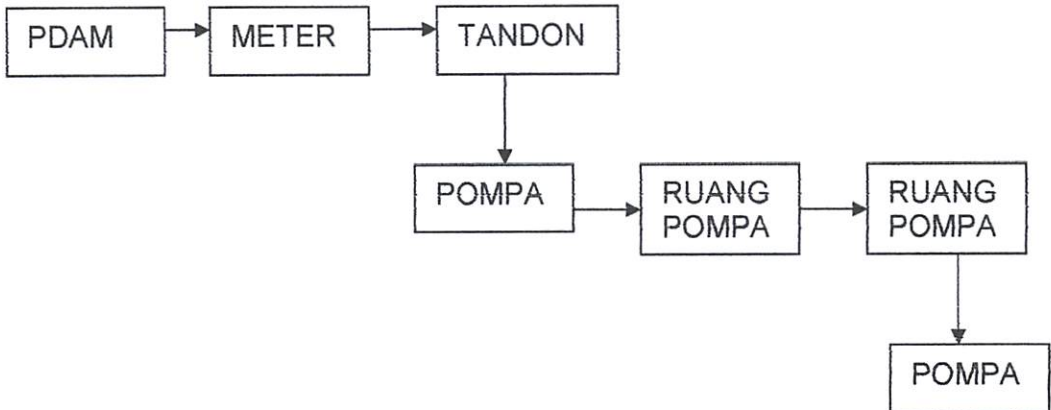 PDAM
METER
TANDON
POMPA
RUANG
POMPA
RUANG
POMPA
POMPA